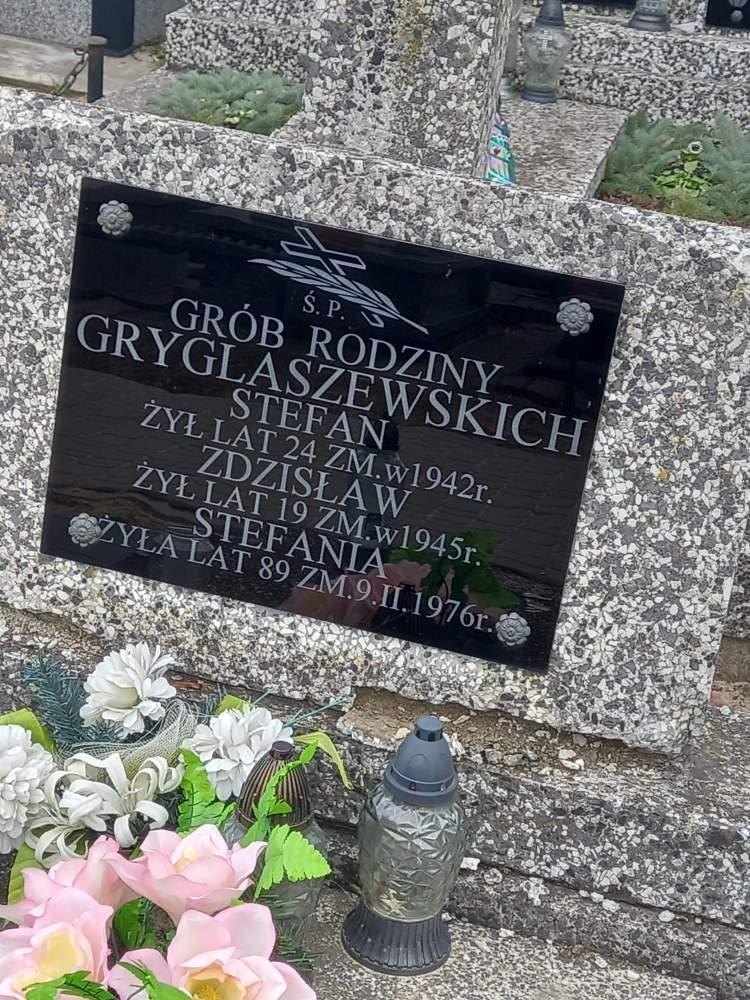 Ś. P.
GRÓB RODZINY
GRYGLASZEWSKICH
STEFAN
ŻYŁ LAT 24 ZM.w1942r.
ZDZISŁAW
ŻYŁ LAT 19 ZM.w1945r.
STEFANIA
ŻYŁA LAT 89 ZM.9.II.1976r.